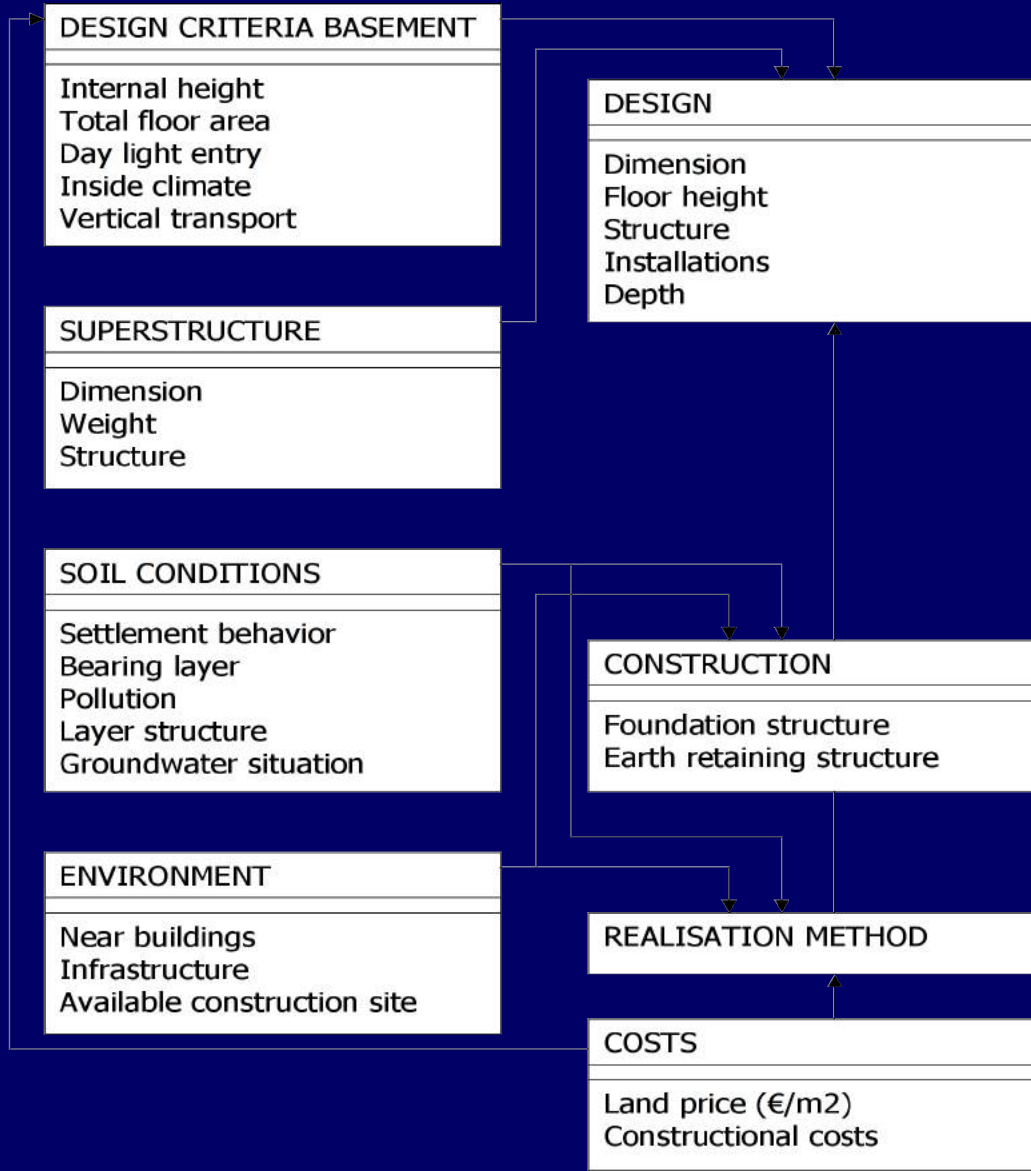 DESIGN CRITERIA BASEMENT
Internal height
Total floor area
Day light entry
Inside climate
Vertical transport
SUPERSTRUCTURE
Dimension
Weight
Structure
SOIL CONDITIONS
Settlement behavior
Bearing layer
Pollution
Layer structure
Groundwater situation
ENVIRONMENT
Near buildings
Infrastructure
Available construction site
DESIGN
Dimension
Floor height
Structure
Installations
Depth
CONSTRUCTION
Foundation structure
Earth retaining structure
REALISATION METHOD
COSTS
Land price (€/m2)
Constructional costs